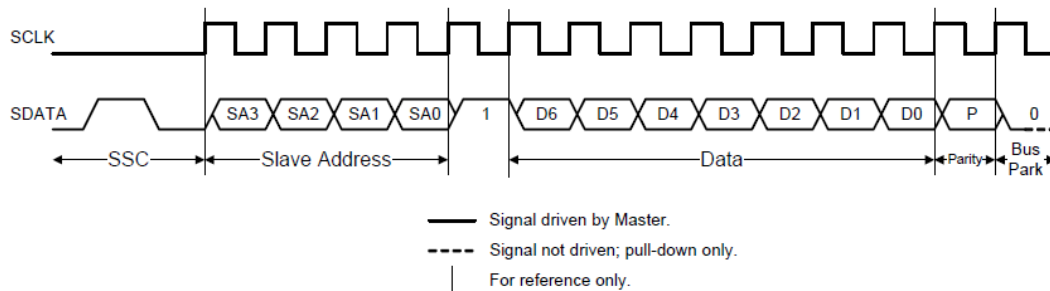 SCLK
SDATA SA3 SA2 SA1 SA0 1 D6 D5 D4 D3 D2 D1 D0 P 0
SSC Slave Address Data Parity Bus Park
Signal driven by Master.
Signal not driven; pull-down only.
For reference only.